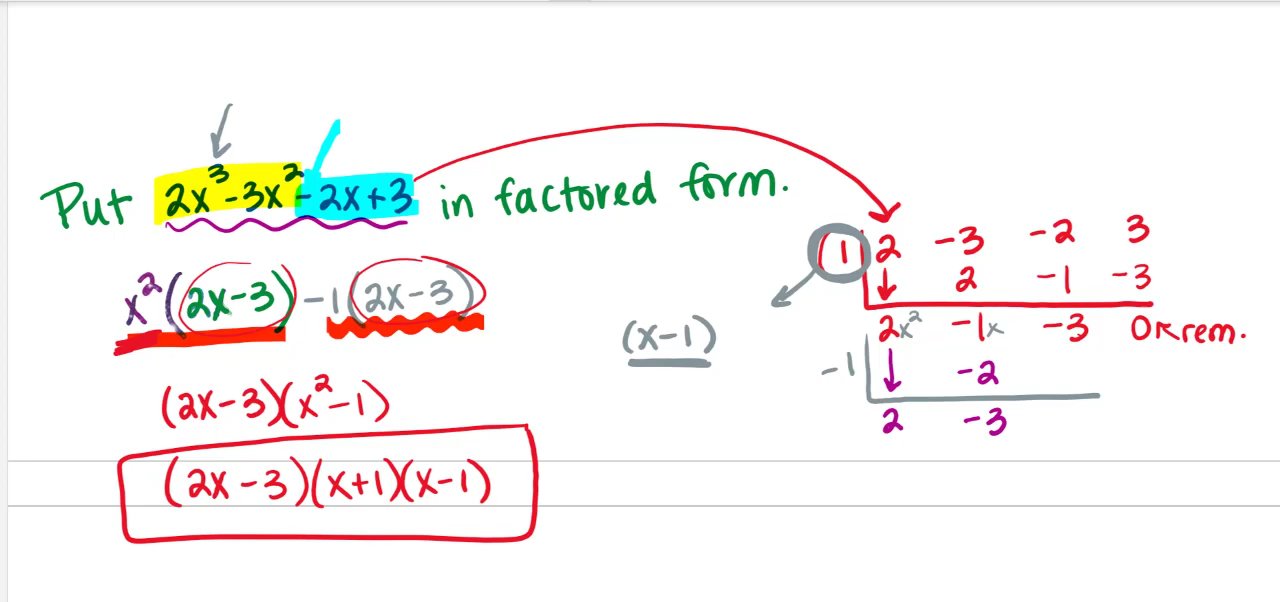 Put 2x³-3x²-2x+3 in factored form.
x²(2x-3)-1(2x-3)
(2x-3)(x²-1)
(2x-3)(x+1)(x-1)
(x-1)
1 2 -3 -2 3
2 -1 -3
2x² -1x -3 0 ← rem.
-1 -2
2 -3